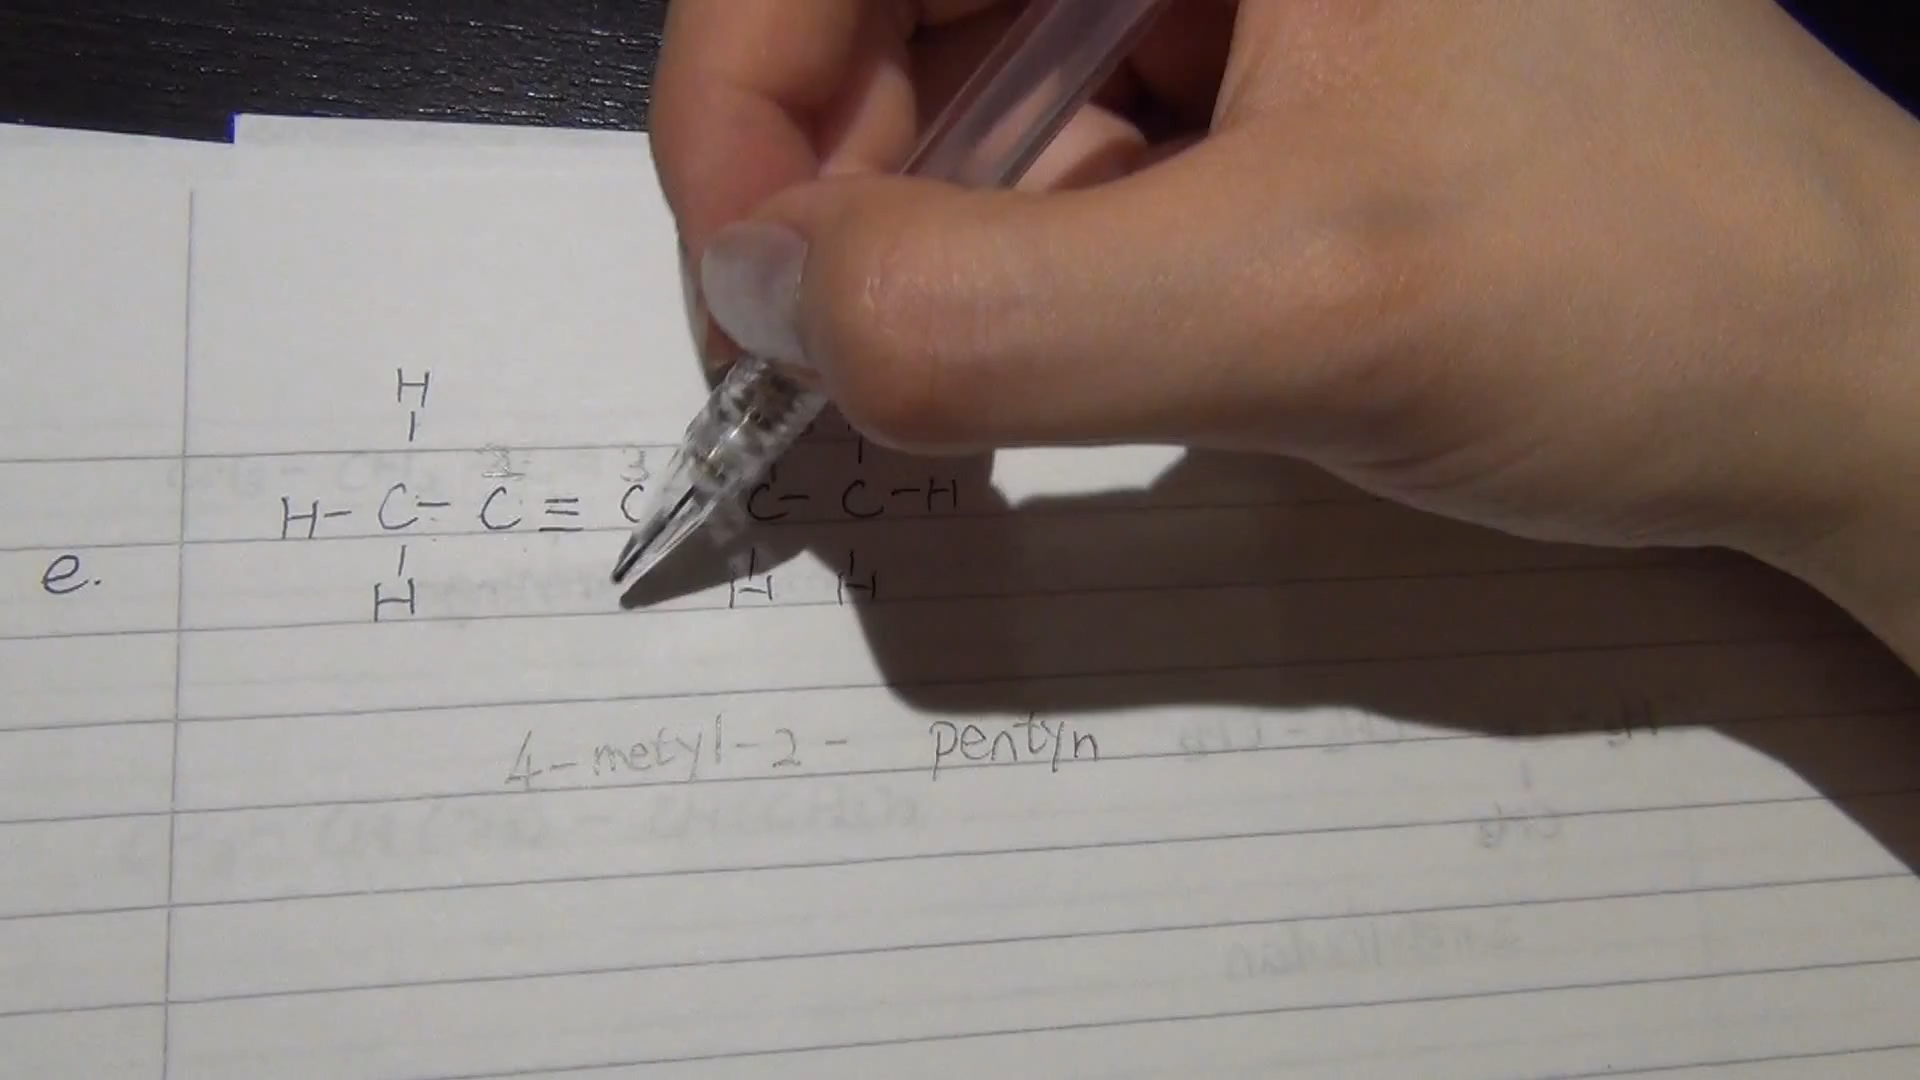 H
2 3
H-C-C≡C C-C-H
e.
H H H
4-metyl-2- pentyn